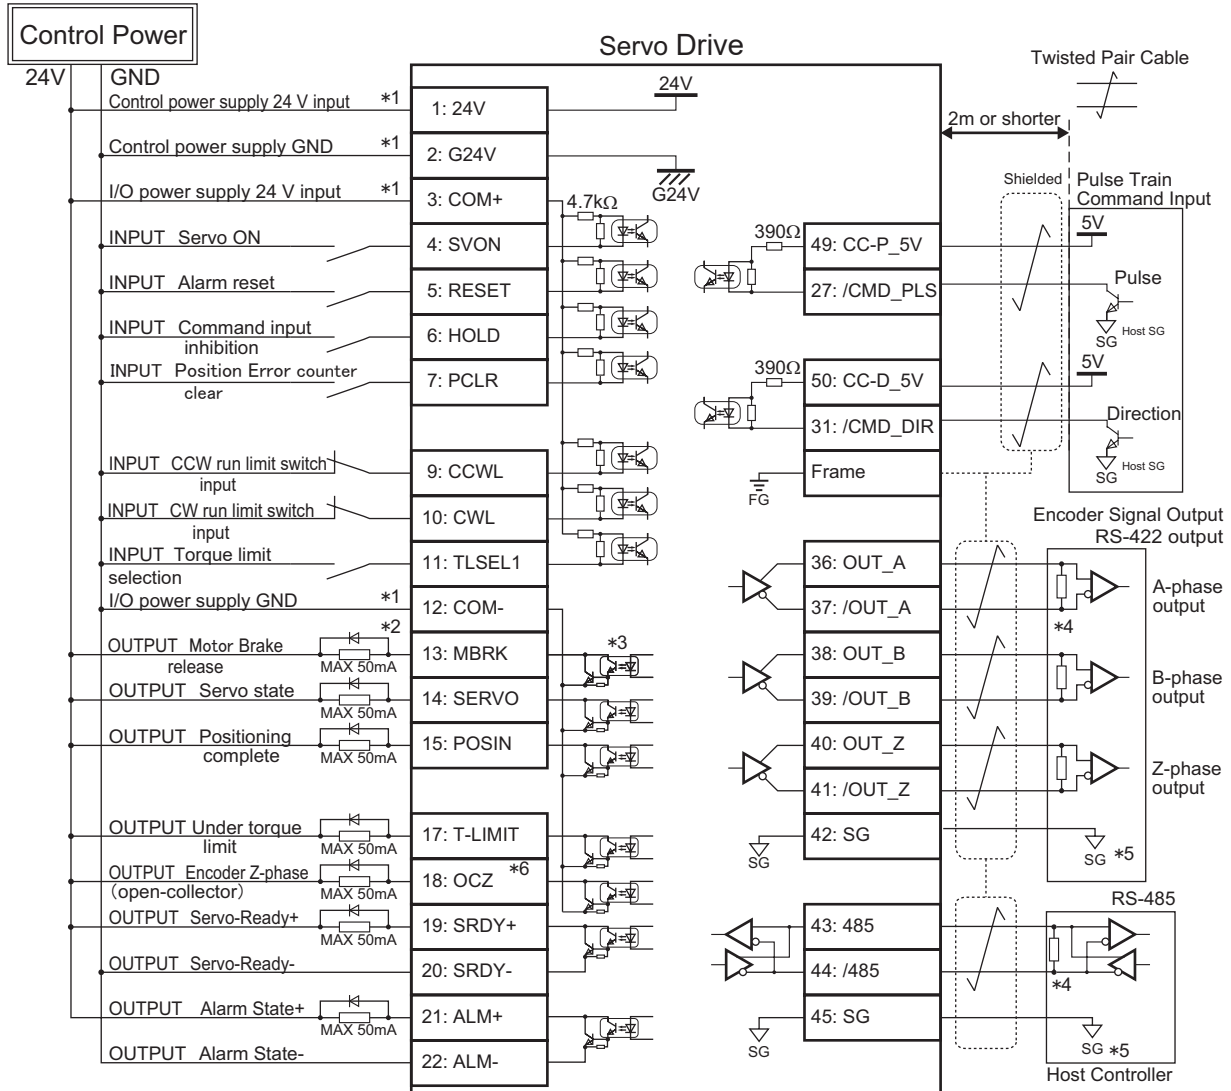 Control Power
24V
GND
Servo Drive
Twisted Pair Cable
2m or shorter
Control power supply 24 V input *1
1: 24V
24V
Control power supply GND *1
2: G24V
G24V
I/O power supply 24 V input *1
3: COM+
4.7kΩ
INPUT Servo ON
4: SVON
INPUT Alarm reset
5: RESET
INPUT Command input
inhibition
6: HOLD
INPUT Position Error counter
clear
7: PCLR
INPUT CCW run limit switch
input
9: CCWL
INPUT CW run limit switch
input
10: CWL
INPUT Torque limit
selection
11: TLSEL1
I/O power supply GND *1
12: COM-
*2
OUTPUT Motor Brake
release
MAX 50mA
13: MBRK
*3
OUTPUT Servo state
MAX 50mA
14: SERVO
OUTPUT Positioning
complete
MAX 50mA
15: POSIN
OUTPUT Under torque
limit
MAX 50mA
17: T-LIMIT
OUTPUT Encoder Z-phase
(open-collector)
MAX 50mA
18: OCZ *6
OUTPUT Servo-Ready+
MAX 50mA
19: SRDY+
OUTPUT Servo-Ready-
20: SRDY-
OUTPUT Alarm State+
MAX 50mA
21: ALM+
OUTPUT Alarm State-
22: ALM-
Shielded
Pulse Train
Command Input
390Ω
49: CC-P_5V
5V
27: /CMD_PLS
Pulse
SG
Host SG
390Ω
50: CC-D_5V
5V
31: /CMD_DIR
Direction
SG
Host SG
Frame
FG
Encoder Signal Output
RS-422 output
36: OUT_A
37: /OUT_A
*4
A-phase
output
38: OUT_B
39: /OUT_B
B-phase
output
40: OUT_Z
41: /OUT_Z
Z-phase
output
42: SG
SG
SG *5
RS-485
43: 485
44: /485
*4
45: SG
SG
SG *5
Host Controller